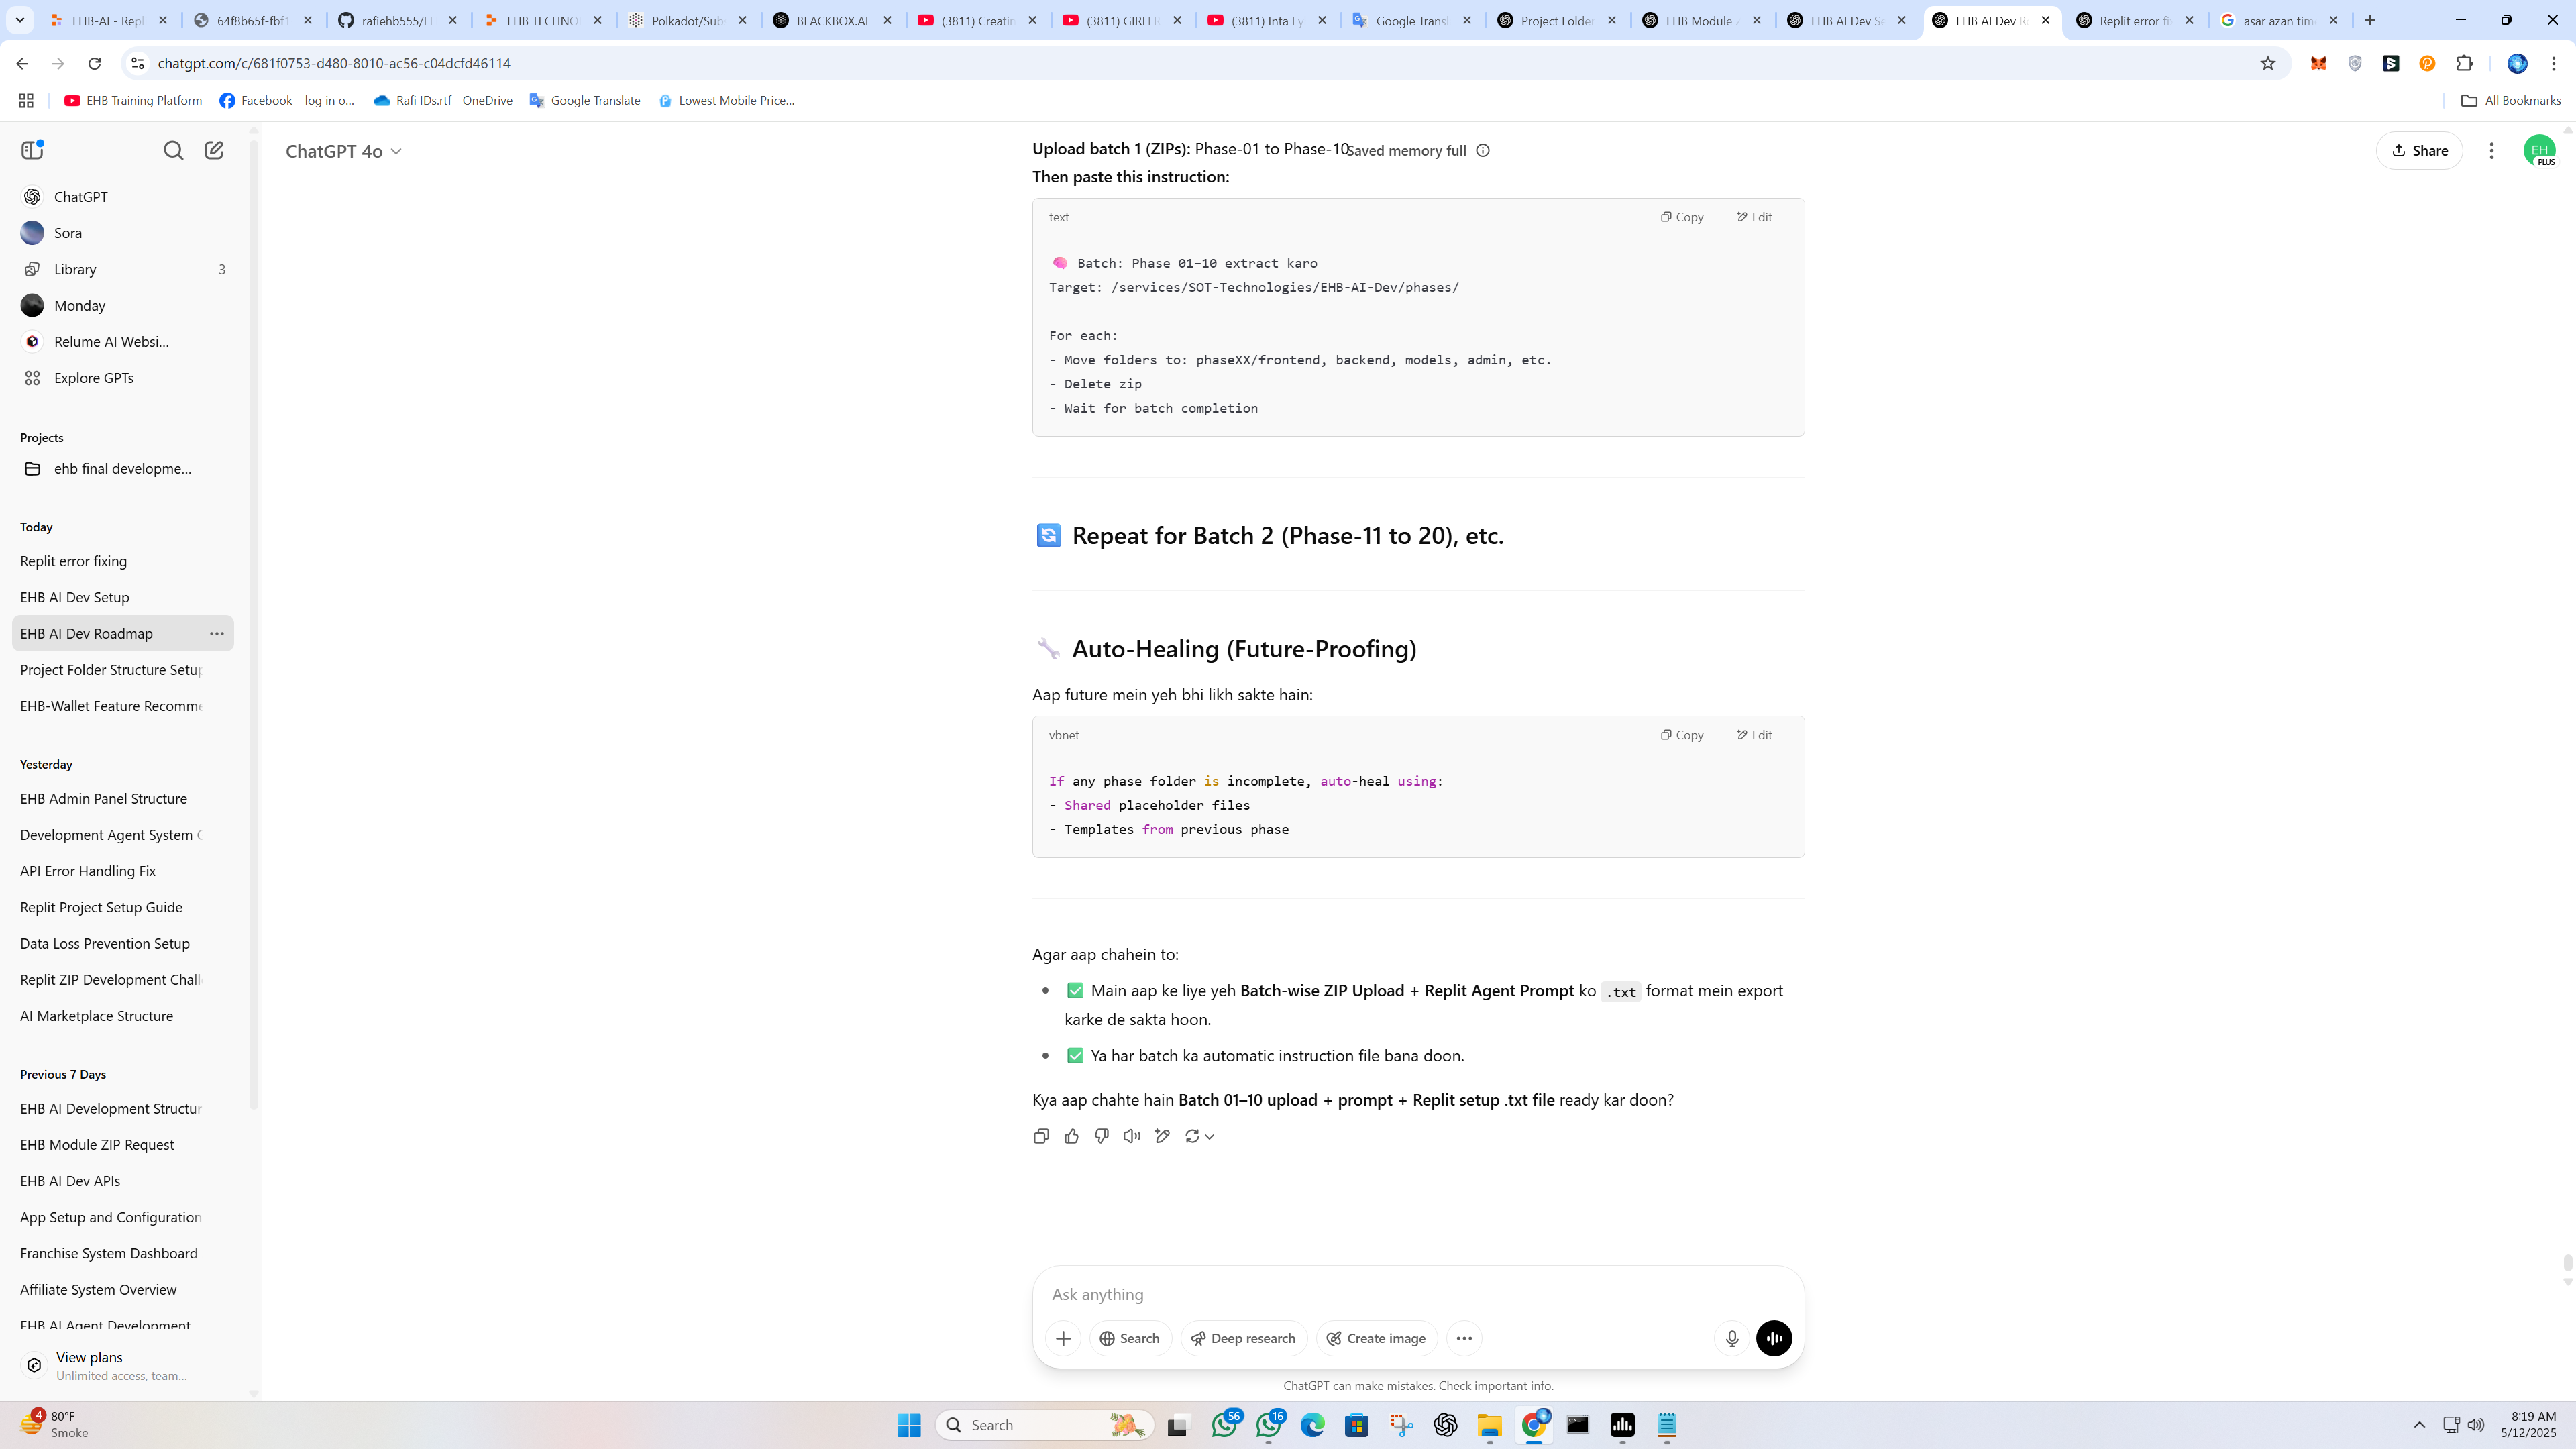 EHB-AI - Repl
64f8b65f-fbf1
rafiehb555/EH
EHB TECHNO
Polkadot/Sub
BLACKBOX.AI
(3811) Creatin
(3811) GIRLFR
(3811) Inta Ey
Google Transl
Project Folder
EHB Module Z
EHB AI Dev Se
EHB AI Dev Ro
Replit error fix
asar azan tim
chatgpt.com/c/681f0753-d480-8010-ac56-c04dcfd46114
EHB Training Platform
Facebook – log in o...
Rafi IDs.rtf - OneDrive
Google Translate
Lowest Mobile Price...
All Bookmarks
ChatGPT
Sora
Library 3
Monday
Relume AI Websi...
Explore GPTs
Projects
ehb final developme...
Today
Replit error fixing
EHB AI Dev Setup
EHB AI Dev Roadmap
Project Folder Structure Setup
EHB-Wallet Feature Recomme
Yesterday
EHB Admin Panel Structure
Development Agent System
API Error Handling Fix
Replit Project Setup Guide
Data Loss Prevention Setup
Replit ZIP Development Challe
AI Marketplace Structure
Previous 7 Days
EHB AI Development Structur
EHB Module ZIP Request
EHB AI Dev APIs
App Setup and Configuration
Franchise System Dashboard
Affiliate System Overview
EHB AI Agent Development
View plans
Unlimited access, team...
ChatGPT 4o
Saved memory full
Share
EH
PLUS
Upload batch 1 (ZIPs): Phase-01 to Phase-10
Then paste this instruction:
text
Copy
Edit
🧠 Batch: Phase 01–10 extract karo
Target: /services/SOT-Technologies/EHB-AI-Dev/phases/
For each:
- Move folders to: phaseXX/frontend, backend, models, admin, etc.
- Delete zip
- Wait for batch completion
🔄 Repeat for Batch 2 (Phase-11 to 20), etc.
🔧 Auto-Healing (Future-Proofing)
Aap future mein yeh bhi likh sakte hain:
vbnet
Copy
Edit
If any phase folder is incomplete, auto-heal using:
- Shared placeholder files
- Templates from previous phase
Agar aap chahein to:
• ✅ Main aap ke liye yeh Batch-wise ZIP Upload + Replit Agent Prompt ko .txt format mein export
karke de sakta hoon.
• ✅ Ya har batch ka automatic instruction file bana doon.
Kya aap chahte hain Batch 01–10 upload + prompt + Replit setup .txt file ready kar doon?
Ask anything
Search
Deep research
Create image
ChatGPT can make mistakes. Check important info.
4
80°F
Smoke
Search
56
16
8:19 AM
5/12/2025